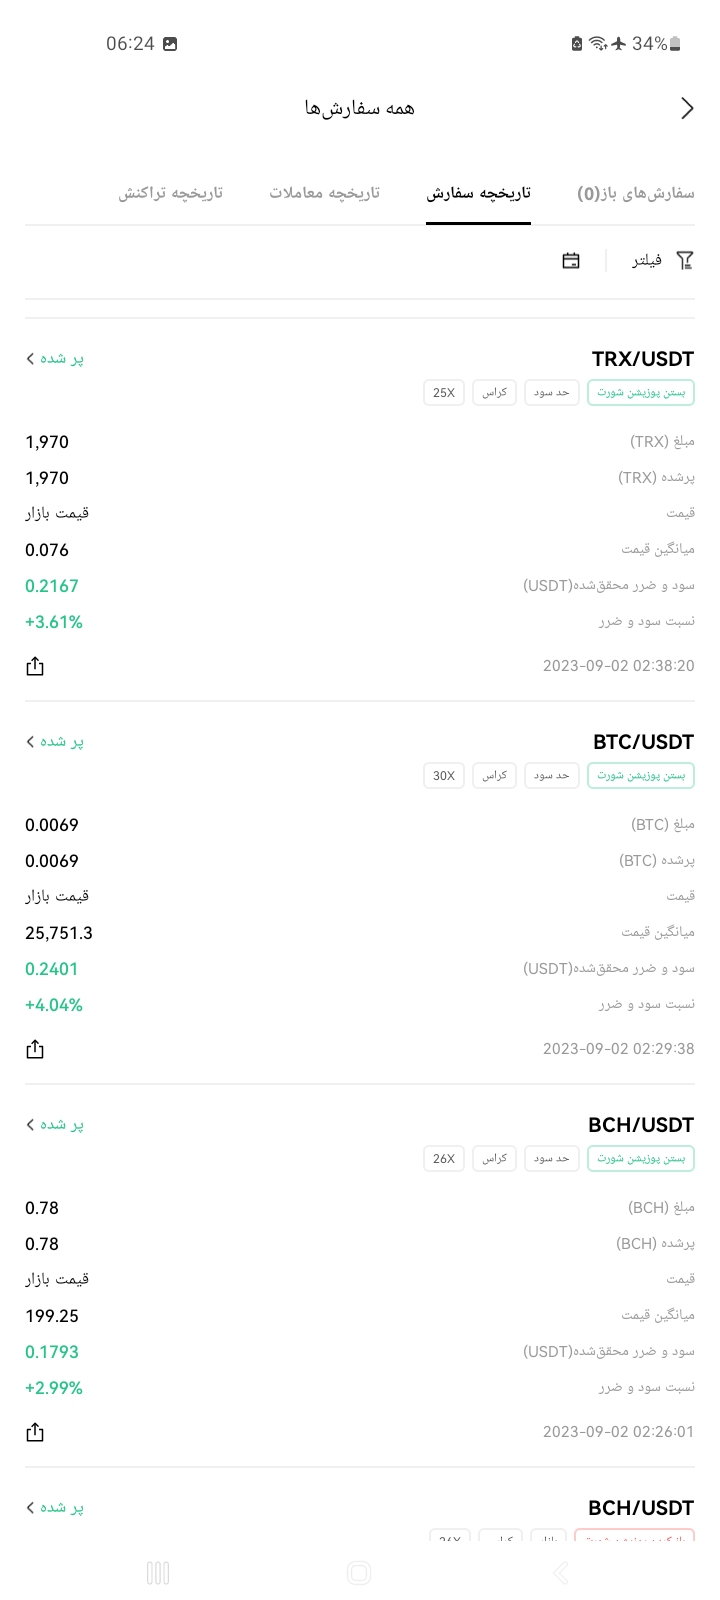 06:24
34%
همه سفارش‌ها
سفارش‌های باز(0) تاریخچه سفارش تاریخچه معاملات تاریخچه تراکنش
فیلتر
TRX/USDT پر شده
بستن پوزیشن شورت حد سود کراس 25X
مبلغ (TRX) 1,970
پرشده (TRX) 1,970
قیمت قیمت بازار
میانگین قیمت 0.076
سود و ضرر محقق‌شده(USDT) 0.2167
نسبت سود و ضرر +3.61%
2023-09-02 02:38:20
BTC/USDT پر شده
بستن پوزیشن شورت حد سود کراس 30X
مبلغ (BTC) 0.0069
پرشده (BTC) 0.0069
قیمت قیمت بازار
میانگین قیمت 25,751.3
سود و ضرر محقق‌شده(USDT) 0.2401
نسبت سود و ضرر +4.04%
2023-09-02 02:29:38
BCH/USDT پر شده
بستن پوزیشن شورت حد سود کراس 26X
مبلغ (BCH) 0.78
پرشده (BCH) 0.78
قیمت قیمت بازار
میانگین قیمت 199.25
سود و ضرر محقق‌شده(USDT) 0.1793
نسبت سود و ضرر +2.99%
2023-09-02 02:26:01
BCH/USDT پر شده